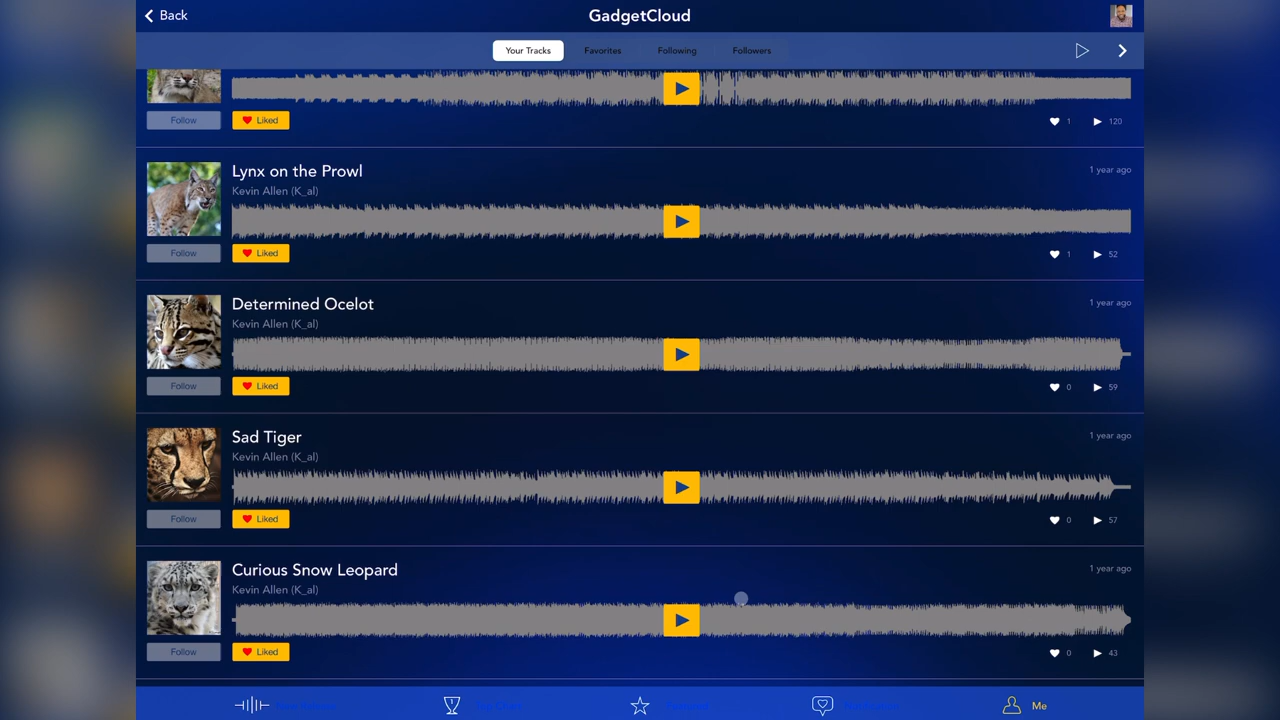 Back
GadgetCloud
Your Tracks Favorites Following Followers
Follow Liked 1 120
Lynx on the Prowl 1 year ago
Kevin Allen (K_al)
Follow Liked 1 52
Determined Ocelot 1 year ago
Kevin Allen (K_al)
Follow Liked 0 59
Sad Tiger 1 year ago
Kevin Allen (K_al)
Follow Liked 0 57
Curious Snow Leopard 1 year ago
Kevin Allen (K_al)
Follow Liked 0 43
Me